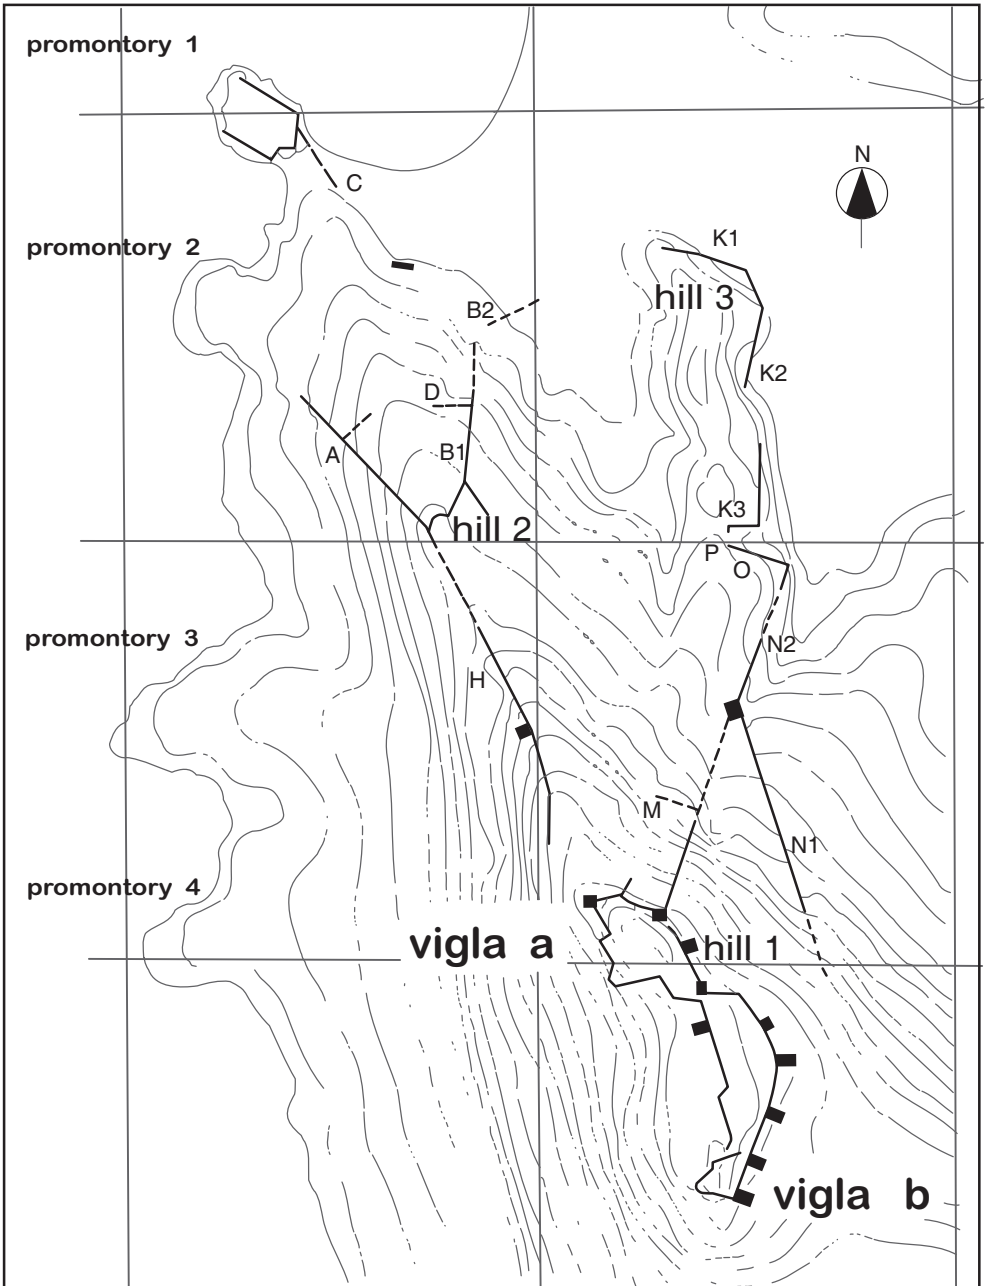 promontory 1
N
C
K1
promontory 2
hill 3
B2
K2
D
A
B1
K3
hill 2
P
O
promontory 3
N2
H
M
N1
promontory 4
vigla a
hill 1
vigla b